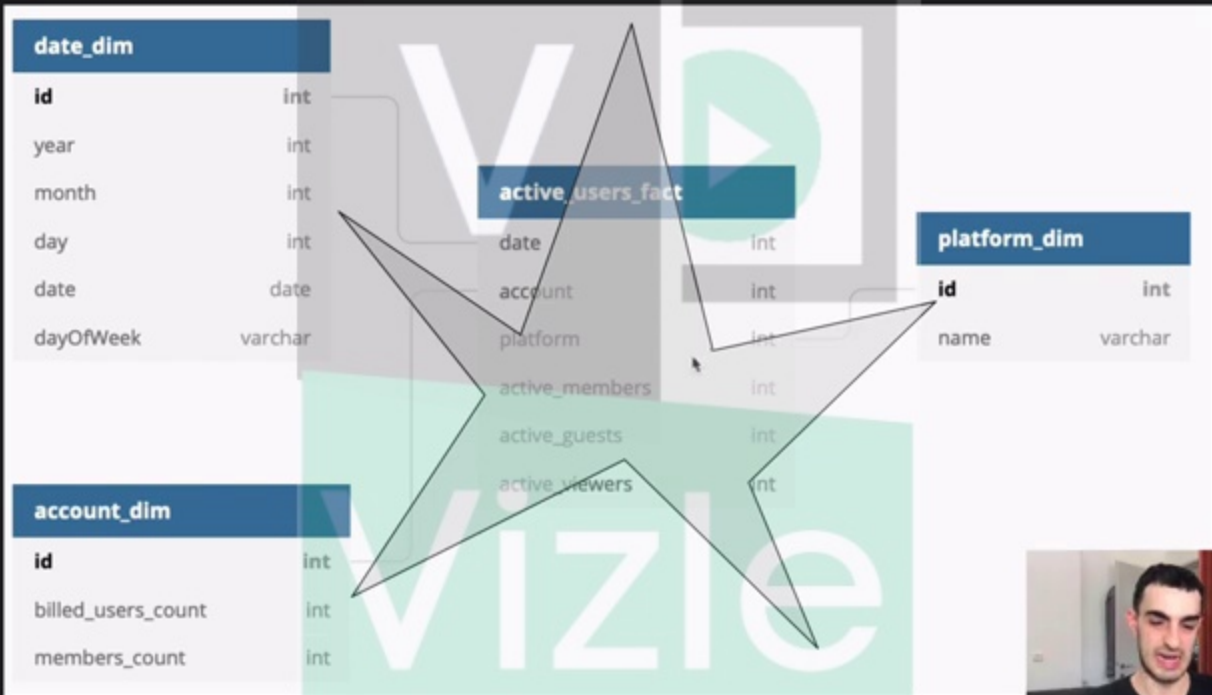 date_dim
id int
year int
month int
day int
date date
dayOfWeek varchar
active_users_fact
date int
account int
platform int
active_members int
active_guests int
active_viewers int
platform_dim
id int
name varchar
account_dim
id int
billed_users_count int
members_count int
V
Vizle